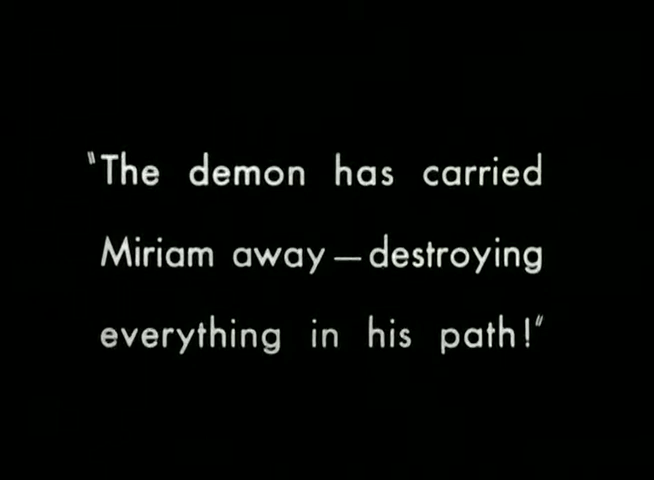 "The demon has carried
Miriam away—destroying
everything in his path!"